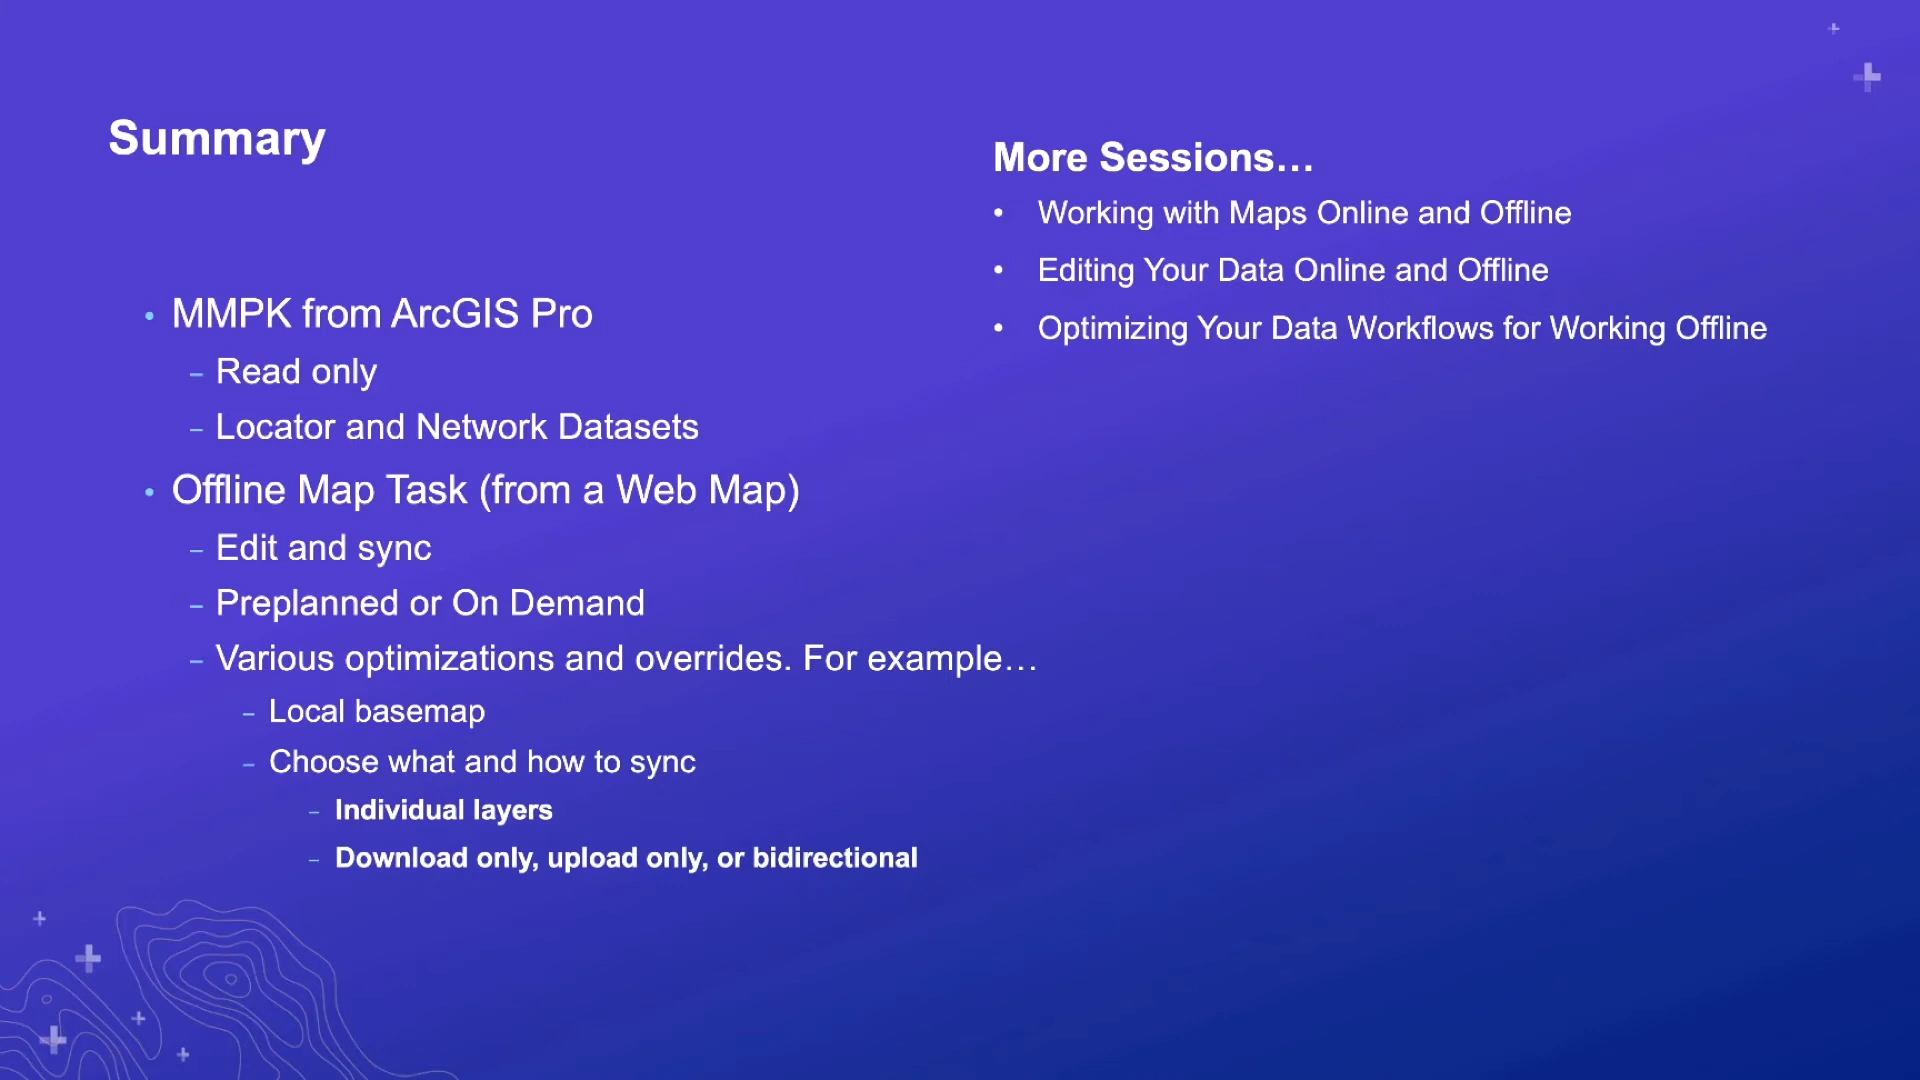 Summary
• MMPK from ArcGIS Pro
– Read only
– Locator and Network Datasets
• Offline Map Task (from a Web Map)
– Edit and sync
– Preplanned or On Demand
– Various optimizations and overrides. For example…
– Local basemap
– Choose what and how to sync
– Individual layers
– Download only, upload only, or bidirectional
More Sessions…
• Working with Maps Online and Offline
• Editing Your Data Online and Offline
• Optimizing Your Data Workflows for Working Offline